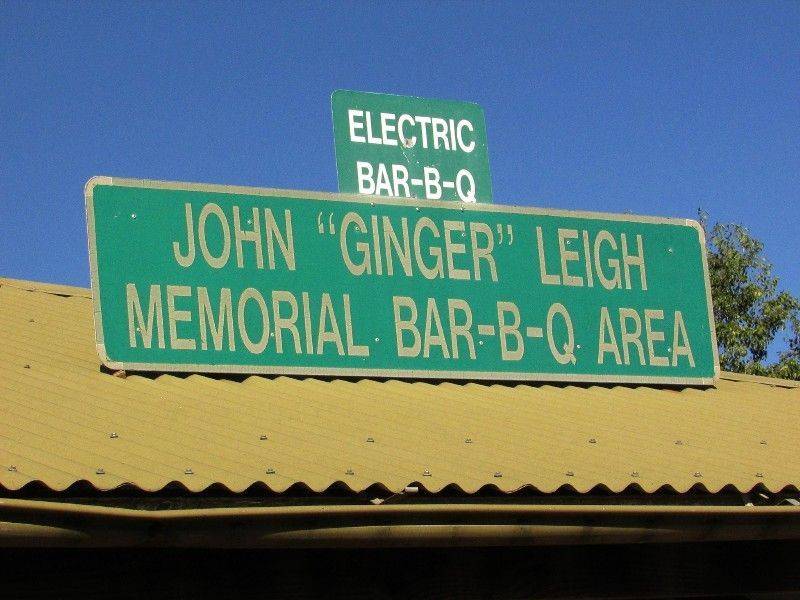 ELECTRIC
BAR-B-Q
JOHN "GINGER" LEIGH
MEMORIAL BAR-B-Q AREA